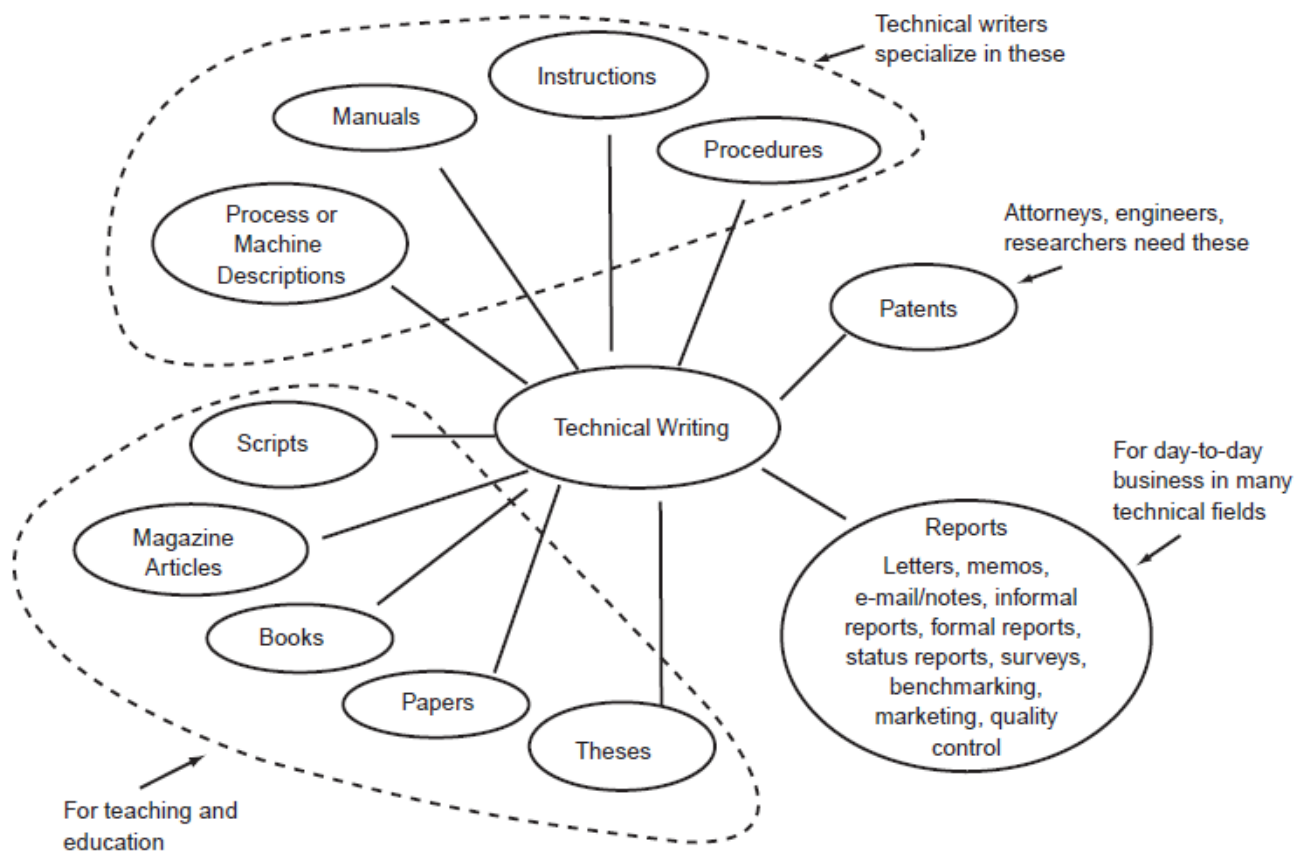 Technical writers
specialize in these
Instructions
Manuals
Procedures
Process or
Machine
Descriptions
Attorneys, engineers,
researchers need these
Patents
Technical Writing
Scripts
For day-to-day
business in many
technical fields
Magazine
Articles
Reports
Letters, memos,
e-mail/notes, informal
reports, formal reports,
status reports, surveys,
benchmarking,
marketing, quality
control
Books
Papers
Theses
For teaching and
education